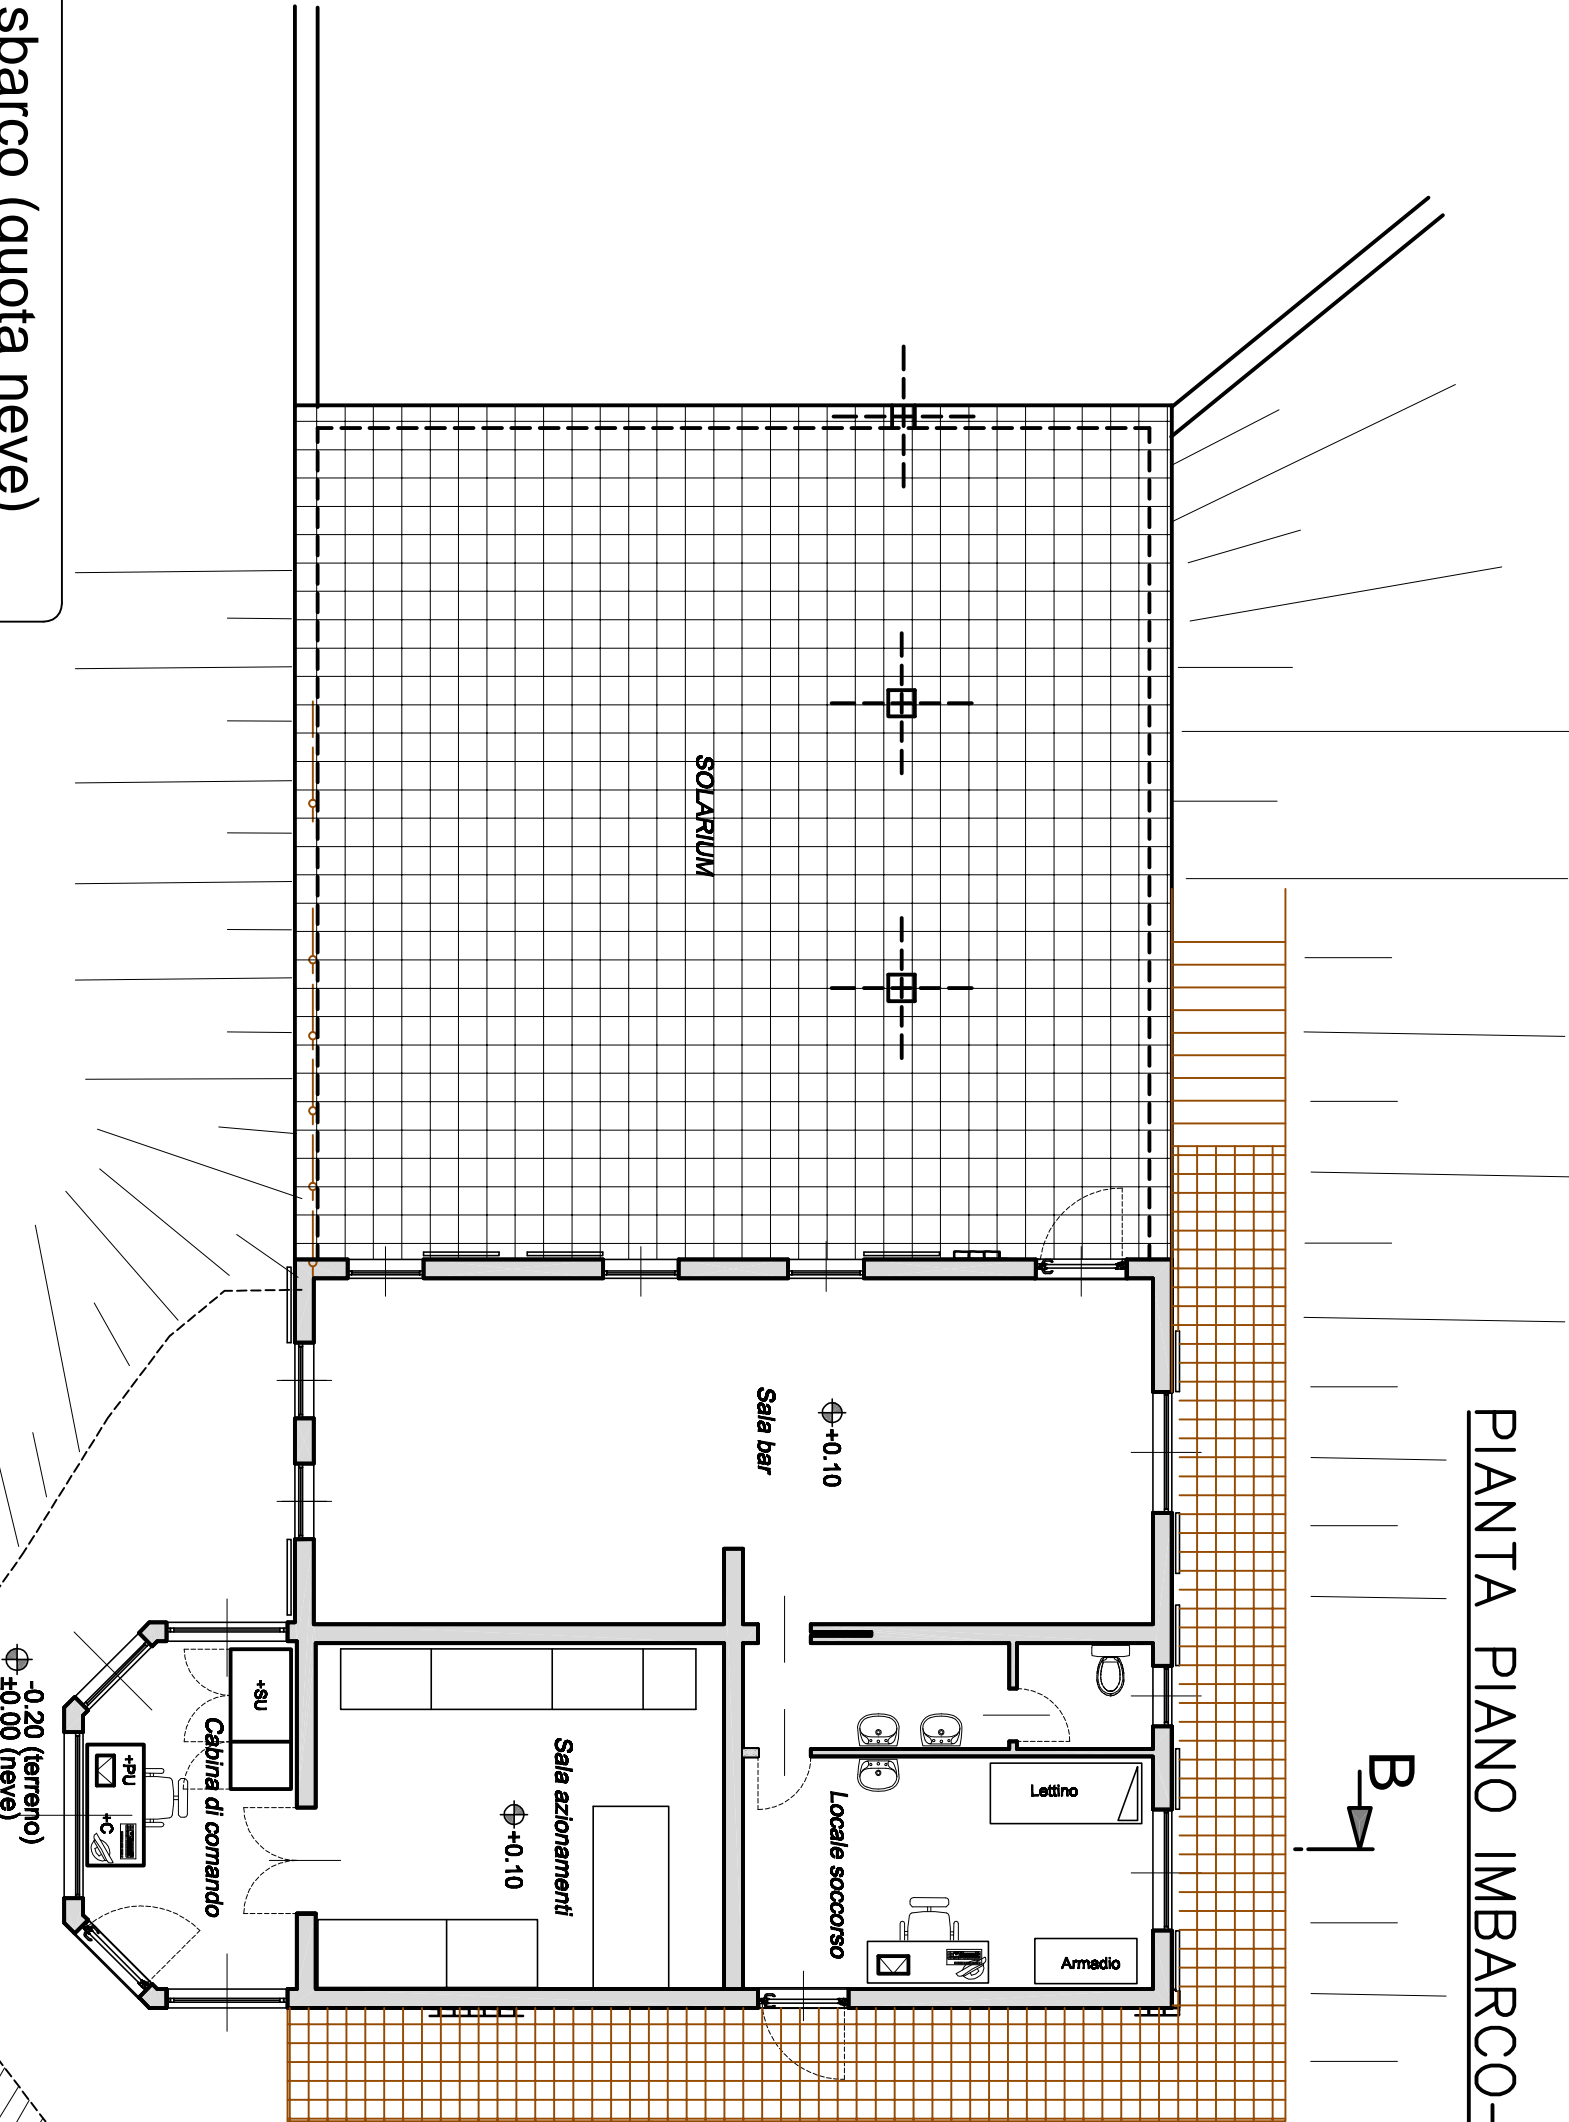 PIANTA PIANO IMBARCO-
B
sbarco (quota neve)
SOLARIUM
+0.10
Sala bar
Lettino
Armadio
Locale soccorso
Sala azionamenti
+0.10
+SU
Cabina di comando
+PU
+C
-0.20 (terreno)
±0.00 (neve)